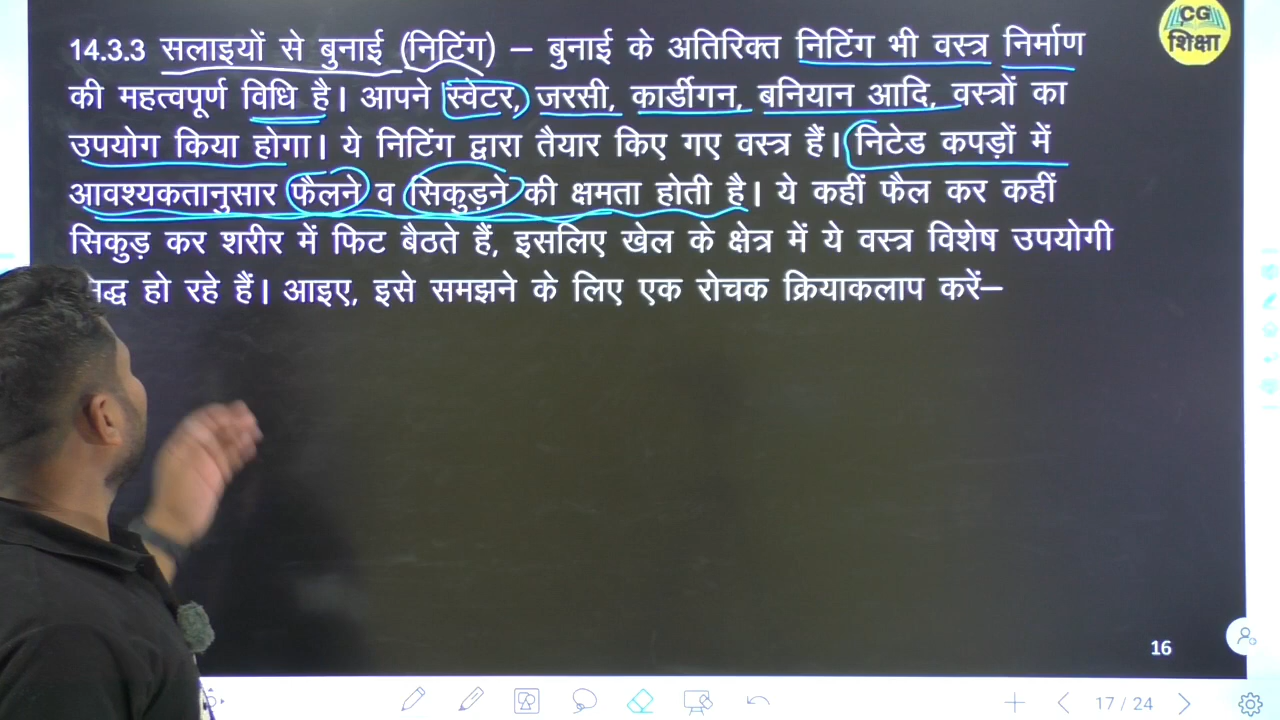 CG
शिक्षा
14.3.3 सलाइयों से बुनाई (निटिंग) – बुनाई के अतिरिक्त निटिंग भी वस्त्र निर्माण
की महत्वपूर्ण विधि है। आपने स्वेटर, जरसी, कार्डीगन, बनियान आदि, वस्त्रों का
उपयोग किया होगा। ये निटिंग द्वारा तैयार किए गए वस्त्र हैं। निटेड कपड़ों में
आवश्यकतानुसार फैलने व सिकुड़ने की क्षमता होती है। ये कहीं फैल कर कहीं
सिकुड़ कर शरीर में फिट बैठते हैं, इसलिए खेल के क्षेत्र में ये वस्त्र विशेष उपयोगी
हो रहे हैं। आइए, इसे समझने के लिए एक रोचक क्रियाकलाप करें–
16
17 / 24